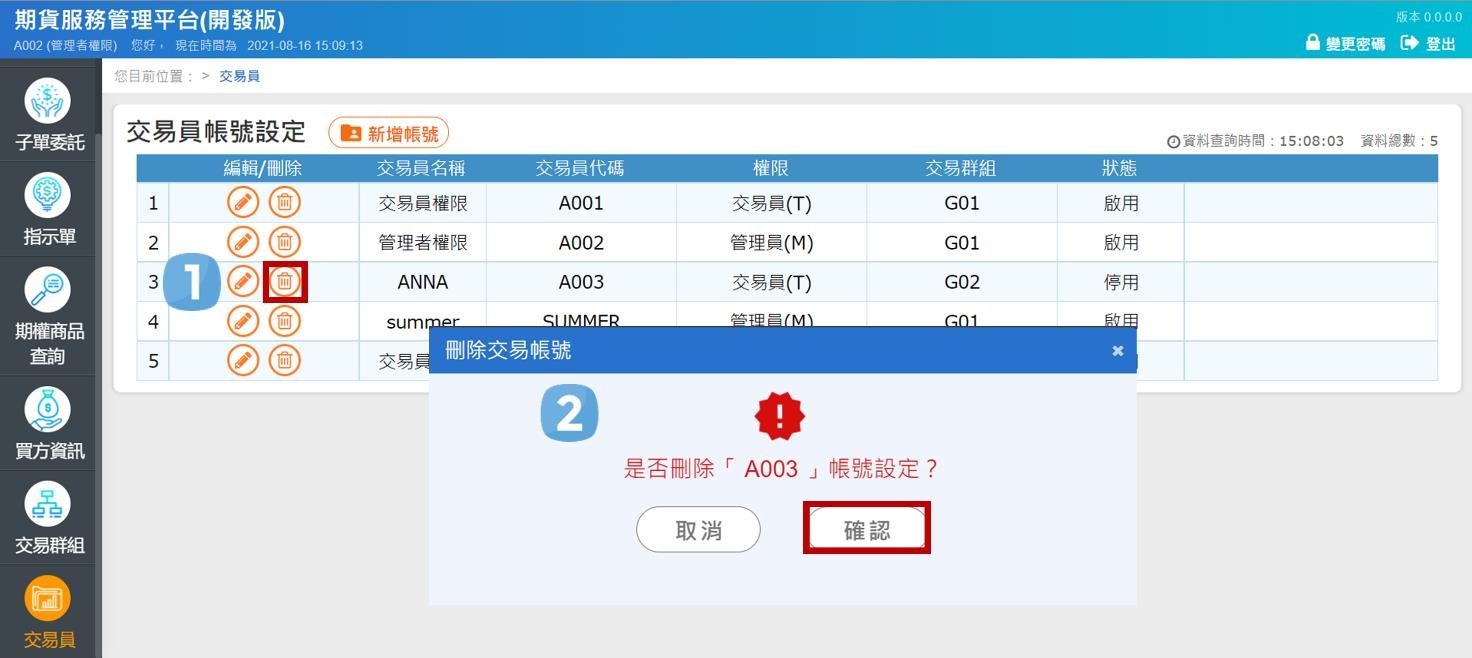 期貨服務管理平台(開發版)
版本 0.0.0.0
A002 (管理者權限) 您好， 現在時間為 2021-08-16 15:09:13
變更密碼 登出
您目前位置： > 交易員
子單委託
指示單
期權商品
查詢
買方資訊
交易群組
交易員
交易員帳號設定 新增帳號
資料查詢時間：15:08:03 資料總數：5
編輯/刪除 交易員名稱 交易員代碼 權限 交易群組 狀態
1 交易員權限 A001 交易員(T) G01 啟用
2 管理者權限 A002 管理員(M) G01 啟用
1
3 ANNA A003 交易員(T) G02 停用
4 summer SUMMER 管理員(M) G01 啟用
5 交易員
刪除交易帳號 ×
2
!
是否刪除「 A003 」帳號設定？
取消 確認